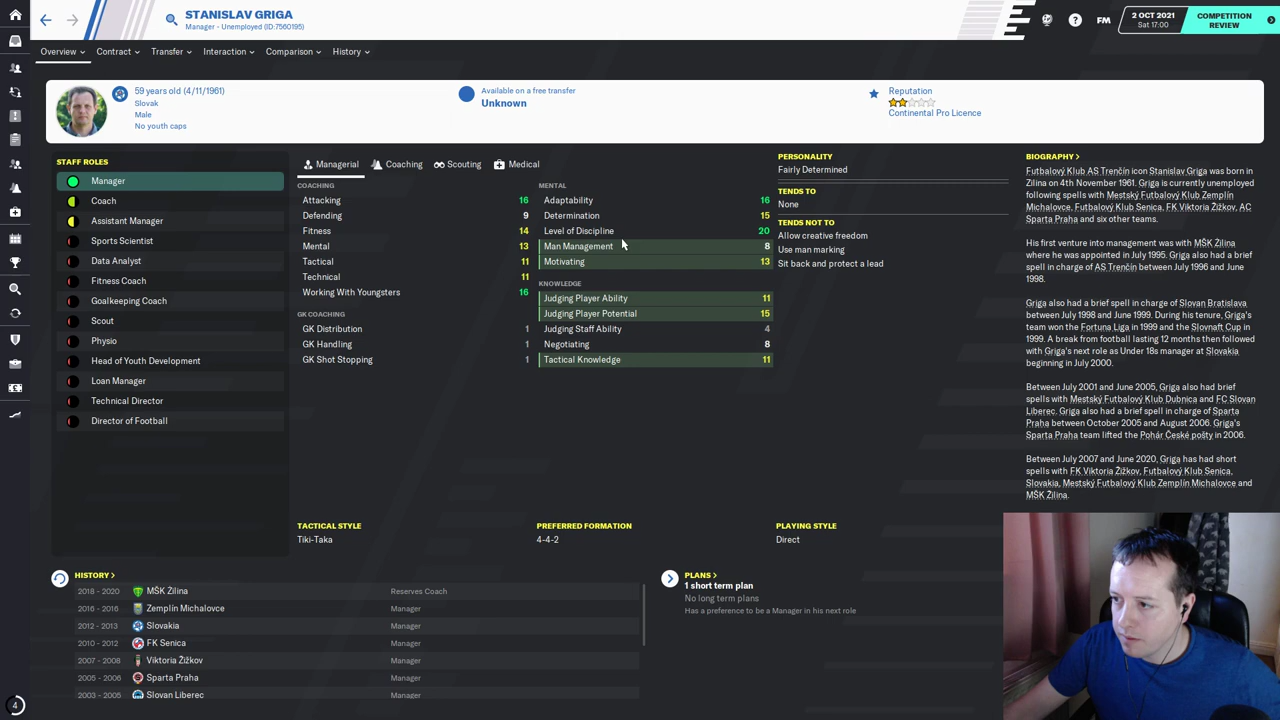 STANISLAV GRIGA
Manager - Unemployed (ID:7560195)
FM
2 OCT 2021
Sat 17:00
COMPETITION
REVIEW
Overview
Contract
Transfer
Interaction
Comparison
History
59 years old (4/11/1961)
Slovak
Male
No youth caps
Available on a free transfer
Unknown
Reputation
Continental Pro Licence
STAFF ROLES
Manager
Coach
Assistant Manager
Sports Scientist
Data Analyst
Fitness Coach
Goalkeeping Coach
Scout
Physio
Head of Youth Development
Loan Manager
Technical Director
Director of Football
Managerial
Coaching
Scouting
Medical
COACHING
Attacking 16
Defending 9
Fitness 14
Mental 13
Tactical 11
Technical 11
Working With Youngsters 16
GK COACHING
GK Distribution 1
GK Handling 1
GK Shot Stopping 1
MENTAL
Adaptability 16
Determination 15
Level of Discipline 20
Man Management 8
Motivating 13
KNOWLEDGE
Judging Player Ability 11
Judging Player Potential 15
Judging Staff Ability 4
Negotiating 8
Tactical Knowledge 11
PERSONALITY
Fairly Determined
TENDS TO
None
TENDS NOT TO
Allow creative freedom
Use man marking
Sit back and protect a lead
BIOGRAPHY >
Futbalový Klub AS Trenčín icon Stanislav Griga was born in
Zilina on 4th November 1961. Griga is currently unemployed
following spells with Mestský Futbalový Klub Zemplín
Michalovce, Futbalový Klub Senica, FK Viktoria Žižkov, AC
Sparta Praha and six other teams.
His first venture into management was with MŠK Žilina
where he was appointed in July 1995. Griga also had a brief
spell in charge of AS Trenčín between July 1996 and June
1998.
Griga also had a brief spell in charge of Slovan Bratislava
between July 1998 and June 1999. During his tenure, Griga's
team won the Fortuna Liga in 1999 and the Slovnaft Cup in
1999. A break from football lasting 12 months then followed
with Griga's next role as Under 18s manager at Slovakia
beginning in July 2000.
Between July 2001 and June 2005, Griga also had brief
spells with Mestský Futbalový Klub Dubnica and FC Slovan
Liberec. Griga also had a brief spell in charge of Sparta
Praha between October 2005 and August 2006. Griga's
Sparta Praha team lifted the Pohár České pošty in 2006.
Between July 2007 and June 2020, Griga has had short
spells with FK Viktoria Žižkov, Futbalový Klub Senica,
Slovakia, Mestský Futbalový Klub Zemplín Michalovce and
MŠK Žilina.
TACTICAL STYLE
Tiki-Taka
PREFERRED FORMATION
4-4-2
PLAYING STYLE
Direct
HISTORY >
2018 - 2020 MŠK Žilina Reserves Coach
2016 - 2016 Zemplín Michalovce Manager
2012 - 2013 Slovakia Manager
2010 - 2012 FK Senica Manager
2007 - 2008 Viktoria Žižkov Manager
2005 - 2006 Sparta Praha Manager
2003 - 2005 Slovan Liberec Manager
PLANS >
1 short term plan
No long term plans
Has a preference to be a Manager in his next role
4